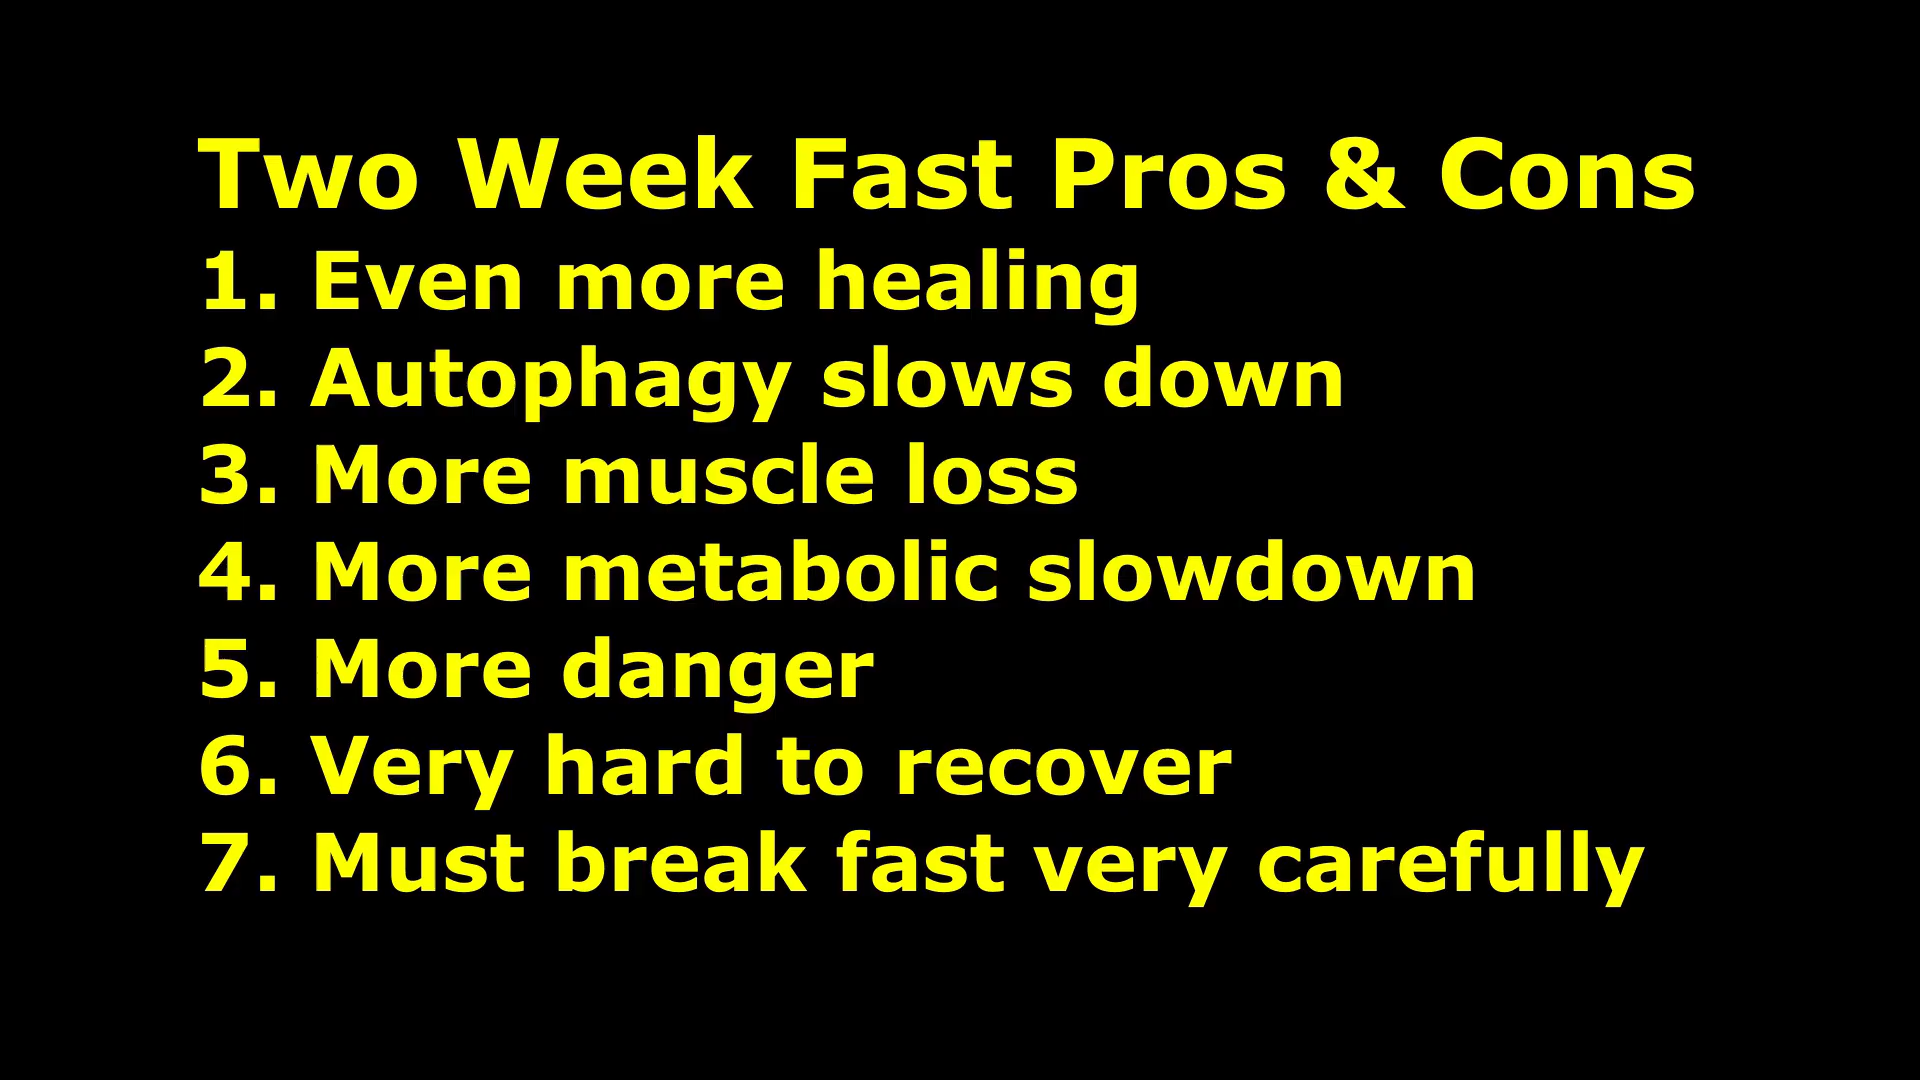 Two Week Fast Pros & Cons
1. Even more healing
2. Autophagy slows down
3. More muscle loss
4. More metabolic slowdown
5. More danger
6. Very hard to recover
7. Must break fast very carefully